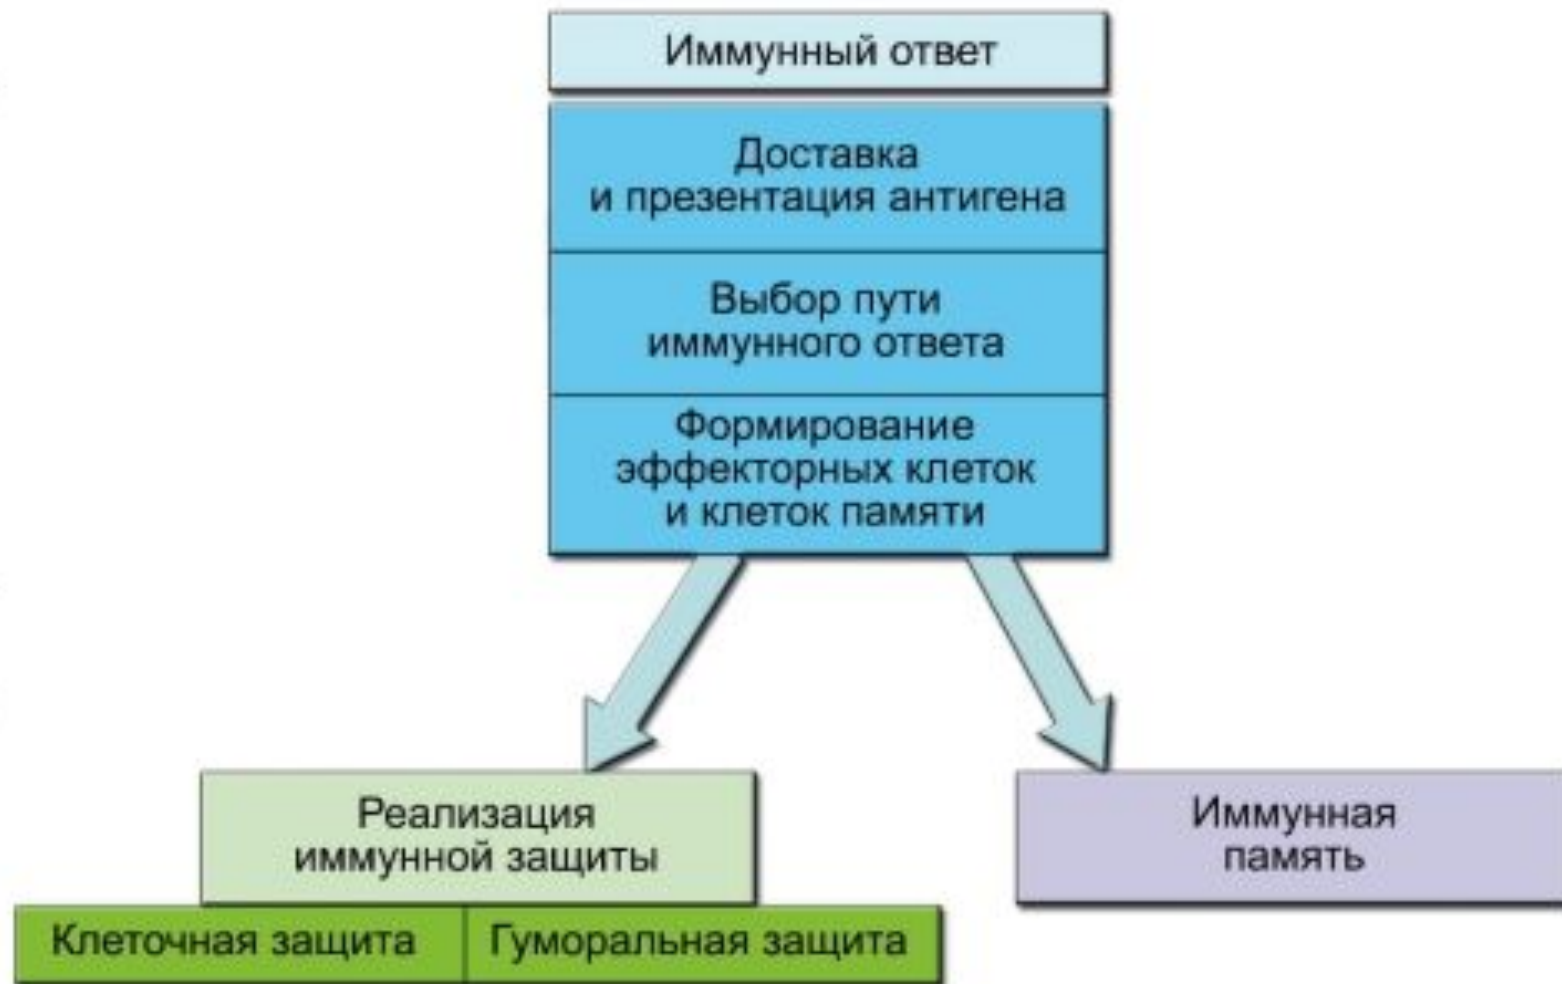 Иммунный ответ
Доставка
и презентация антигена
Выбор пути
иммунного ответа
Формирование
эффекторных клеток
и клеток памяти
Реализация
иммунной защиты
Иммунная
память
Клеточная защита
Гуморальная защита